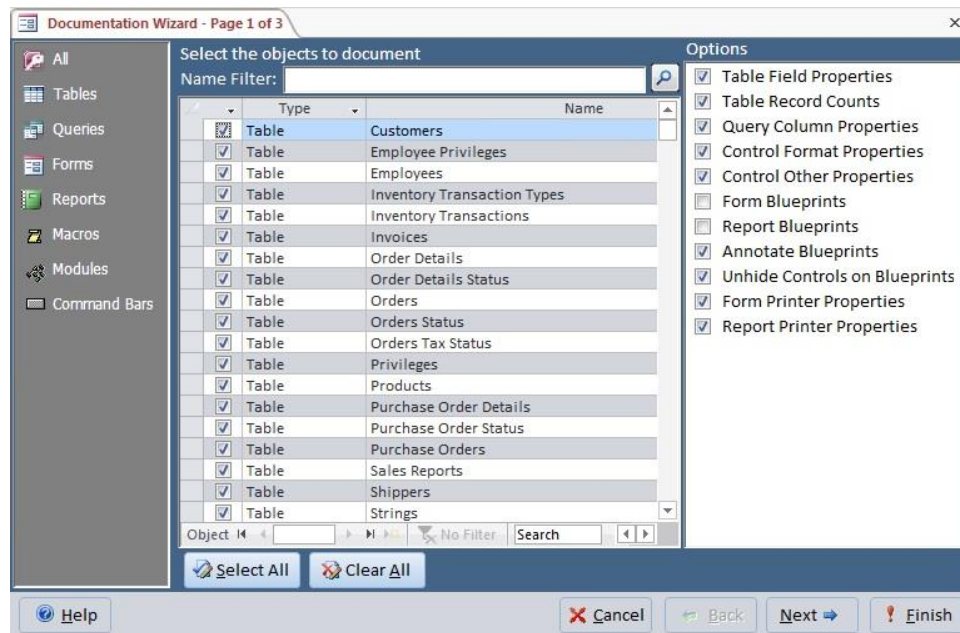 Documentation Wizard - Page 1 of 3
All
Tables
Queries
Forms
Reports
Macros
Modules
Command Bars
Select the objects to document
Name Filter:
Type Name
Table Customers
Table Employee Privileges
Table Employees
Table Inventory Transaction Types
Table Inventory Transactions
Table Invoices
Table Order Details
Table Order Details Status
Table Orders
Table Orders Status
Table Orders Tax Status
Table Privileges
Table Products
Table Purchase Order Details
Table Purchase Order Status
Table Purchase Orders
Table Sales Reports
Table Shippers
Table Strings
Object No Filter Search
Select All Clear All
Options
Table Field Properties
Table Record Counts
Query Column Properties
Control Format Properties
Control Other Properties
Form Blueprints
Report Blueprints
Annotate Blueprints
Unhide Controls on Blueprints
Form Printer Properties
Report Printer Properties
Help Cancel Back Next Finish